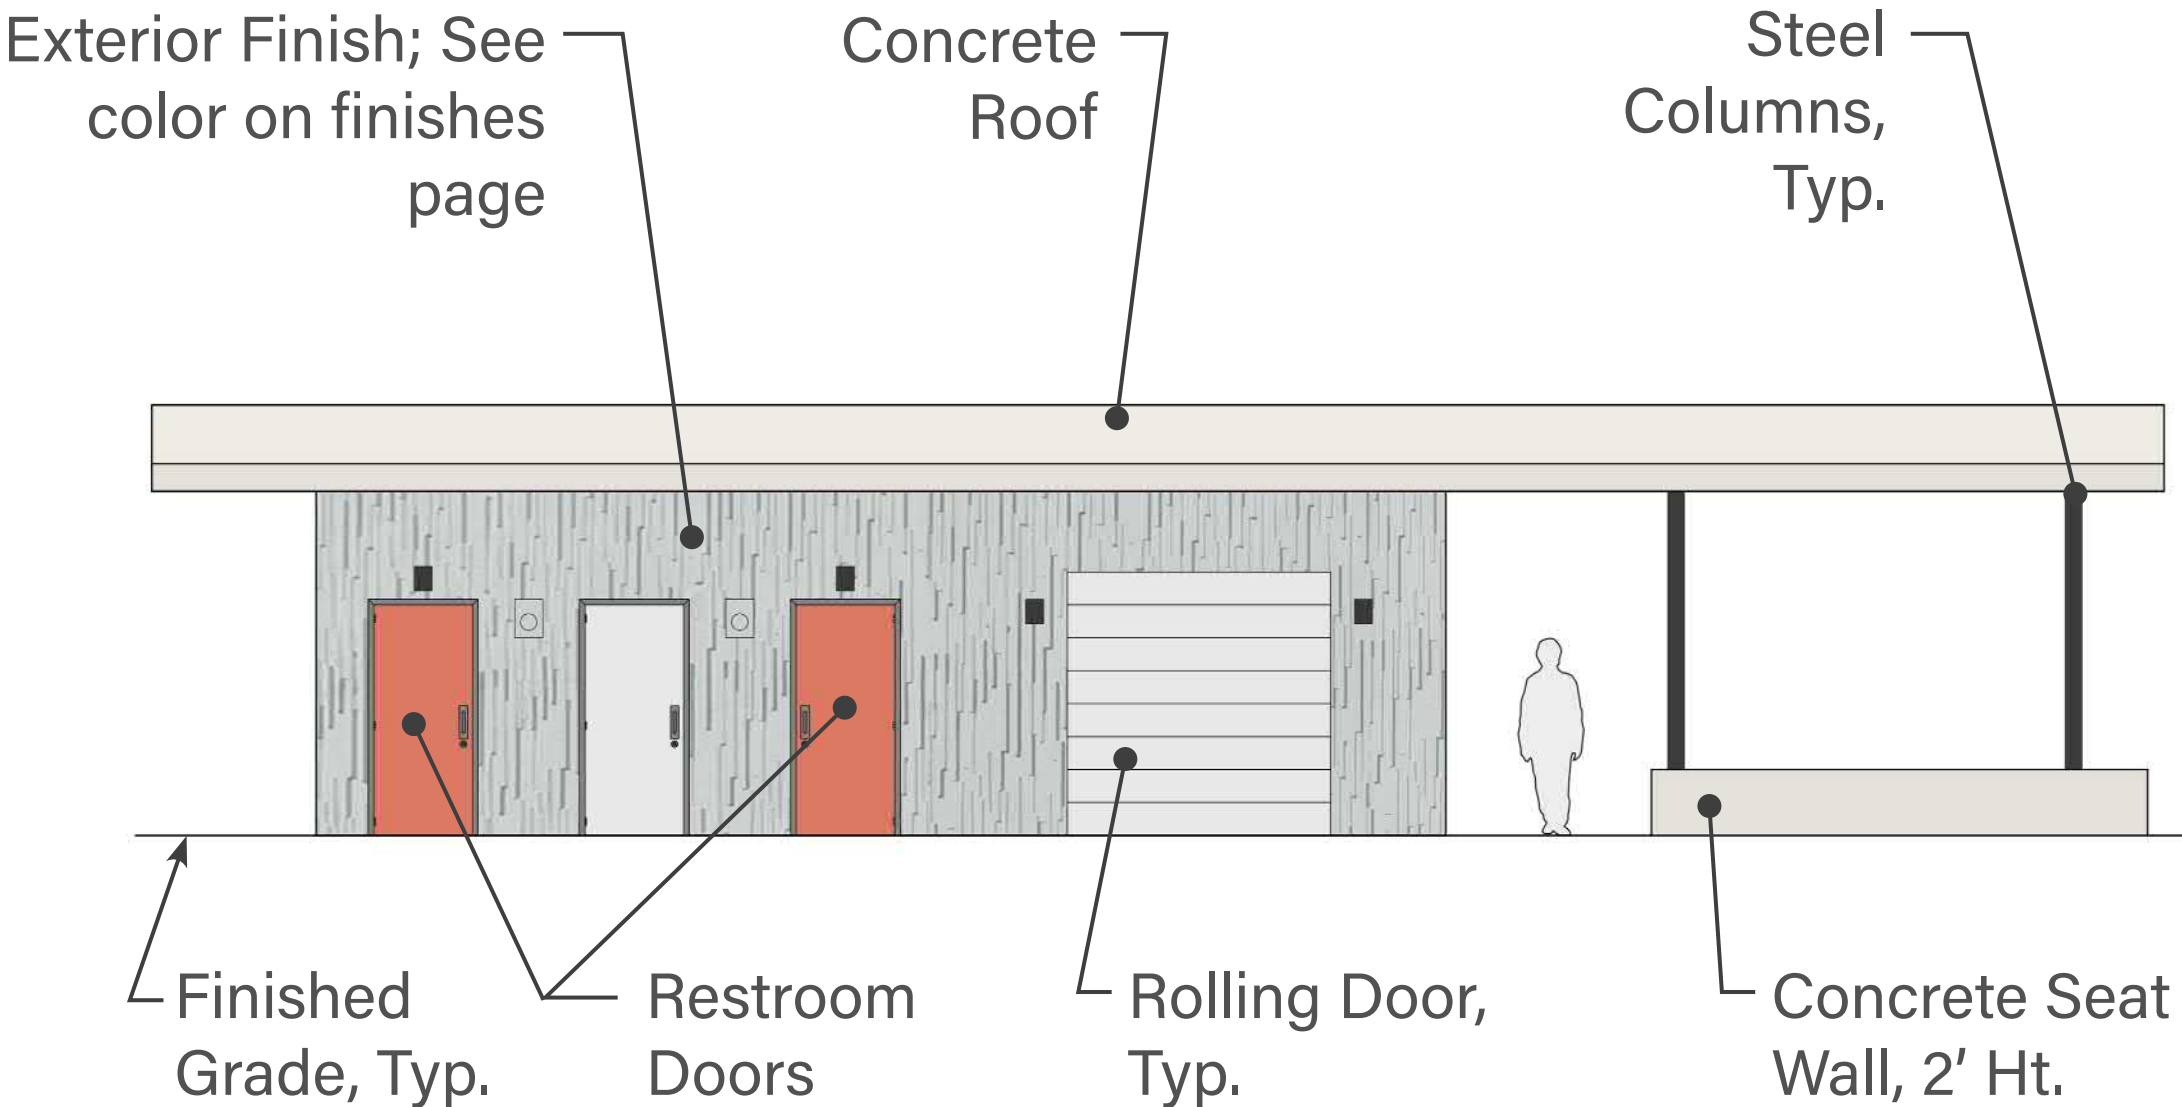 Exterior Finish; See
color on finishes
page
Concrete
Roof
Steel
Columns,
Typ.
Finished
Grade, Typ.
Restroom
Doors
Rolling Door,
Typ.
Concrete Seat
Wall, 2’ Ht.